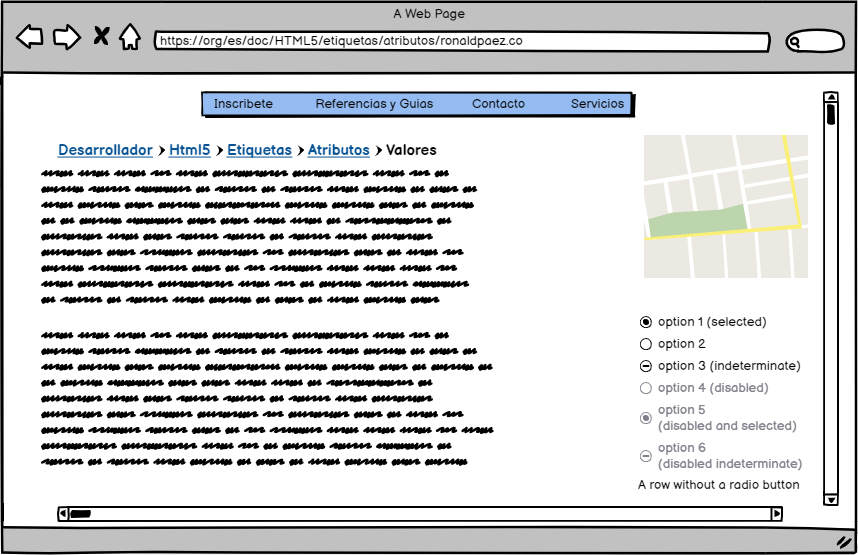 A Web Page
https://org/es/doc/HTML5/etiquetas/atributos/ronaldpaez.co
Inscribete Referencias y Guias Contacto Servicios
Desarrollador > Html5 > Etiquetas > Atributos > Valores
option 1 (selected)
option 2
option 3 (indeterminate)
option 4 (disabled)
option 5
(disabled and selected)
option 6
(disabled indeterminate)
A row without a radio button